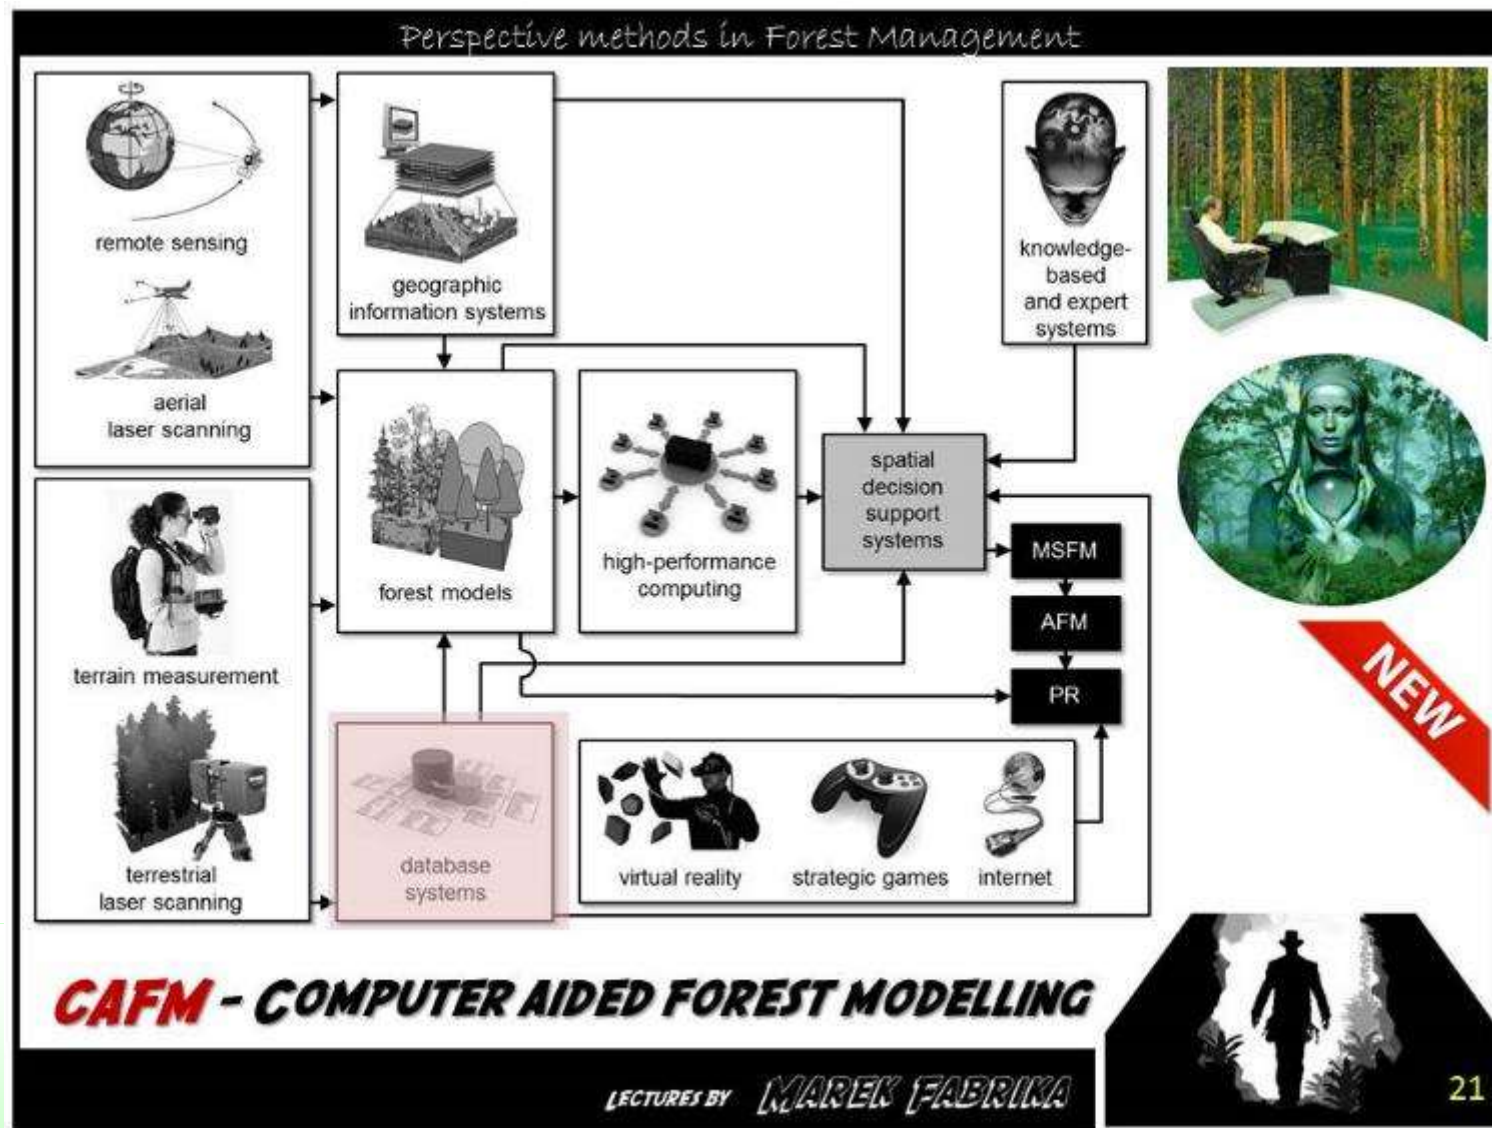 Perspective methods in Forest Management
remote sensing
aerial
laser scanning
geographic
information systems
knowledge-
based
and expert
systems
terrain measurement
terrestrial
laser scanning
forest models
high-performance
computing
spatial
decision
support
systems
MSFM
AFM
PR
database
systems
virtual reality
strategic games
internet
NEW
CAFM - COMPUTER AIDED FOREST MODELLING
LECTURES BY MAREK FABRIKA
21